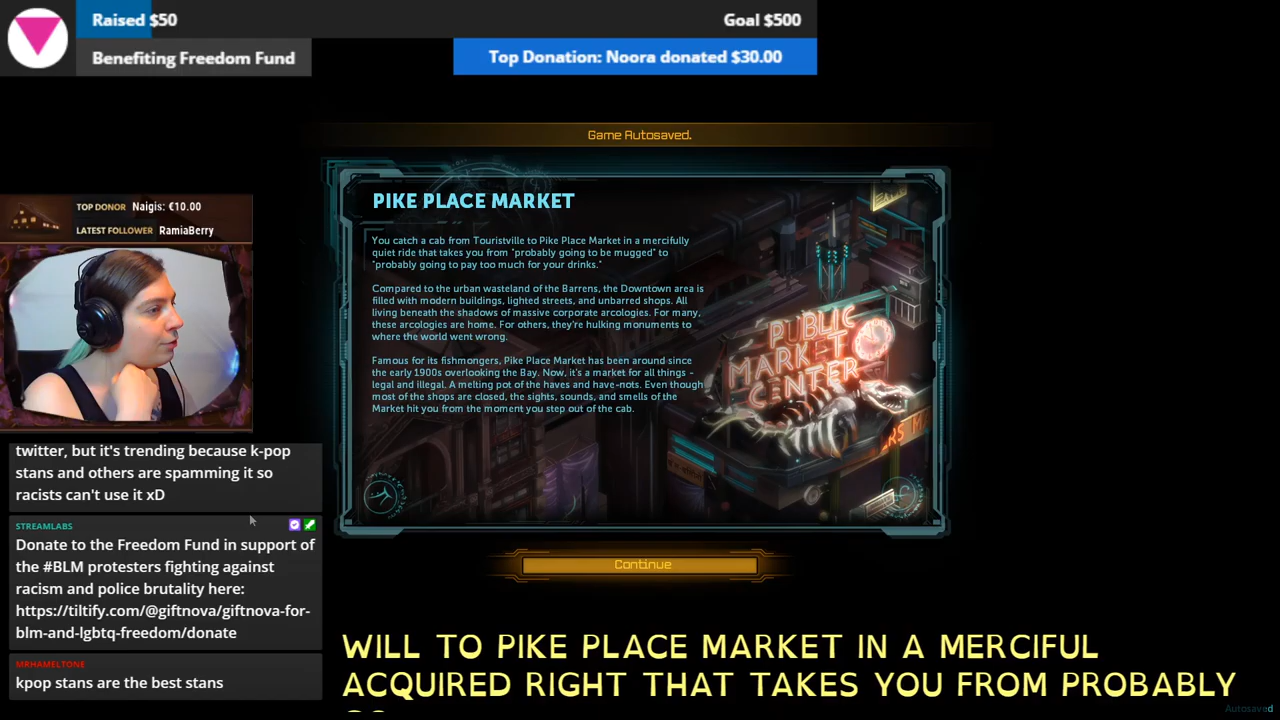 Raised $50
Goal $500
Benefiting Freedom Fund
Top Donation: Noora donated $30.00
Game Autosaved.
PIKE PLACE MARKET
You catch a cab from Touristville to Pike Place Market in a mercifully
quiet ride that takes you from "probably going to be mugged" to
"probably going to pay too much for your drinks."
Compared to the urban wasteland of the Barrens, the Downtown area is
filled with modern buildings, lighted streets, and unbarred shops. All
living beneath the shadows of massive corporate arcologies. For many,
these arcologies are home. For others, they're hulking monuments to
where the world went wrong.
Famous for its fishmongers, Pike Place Market has been around since
the early 1900s overlooking the Bay. Now, it's a market for all things -
legal and illegal. A melting pot of the haves and have-nots. Even though
most of the shops are closed, the sights, sounds, and smells of the
Market hit you from the moment you step out of the cab.
PUBLIC
MARKET
CENTER
Continue
TOP DONOR Naigis: €10.00
LATEST FOLLOWER RamiaBerry
twitter, but it's trending because k-pop
stans and others are spamming it so
racists can't use it xD
STREAMLABS
Donate to the Freedom Fund in support of
the #BLM protesters fighting against
racism and police brutality here:
https://tiltify.com/@giftnova/giftnova-for-
blm-and-lgbtq-freedom/donate
MRHAMELTONE
kpop stans are the best stans
WILL TO PIKE PLACE MARKET IN A MERCIFUL
ACQUIRED RIGHT THAT TAKES YOU FROM PROBABLY
Autosaved